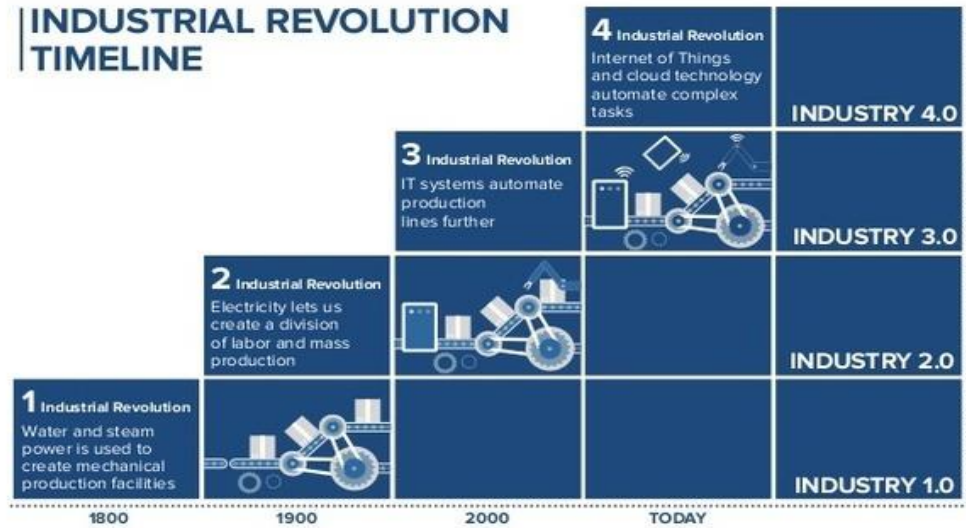 INDUSTRIAL REVOLUTION
TIMELINE
4 Industrial Revolution
Internet of Things
and cloud technology
automate complex
tasks
INDUSTRY 4.0
3 Industrial Revolution
IT systems automate
production
lines further
INDUSTRY 3.0
2 Industrial Revolution
Electricity lets us
create a division
of labor and mass
production
INDUSTRY 2.0
1 Industrial Revolution
Water and steam
power is used to
create mechanical
production facilities
INDUSTRY 1.0
1800 1900 2000 TODAY